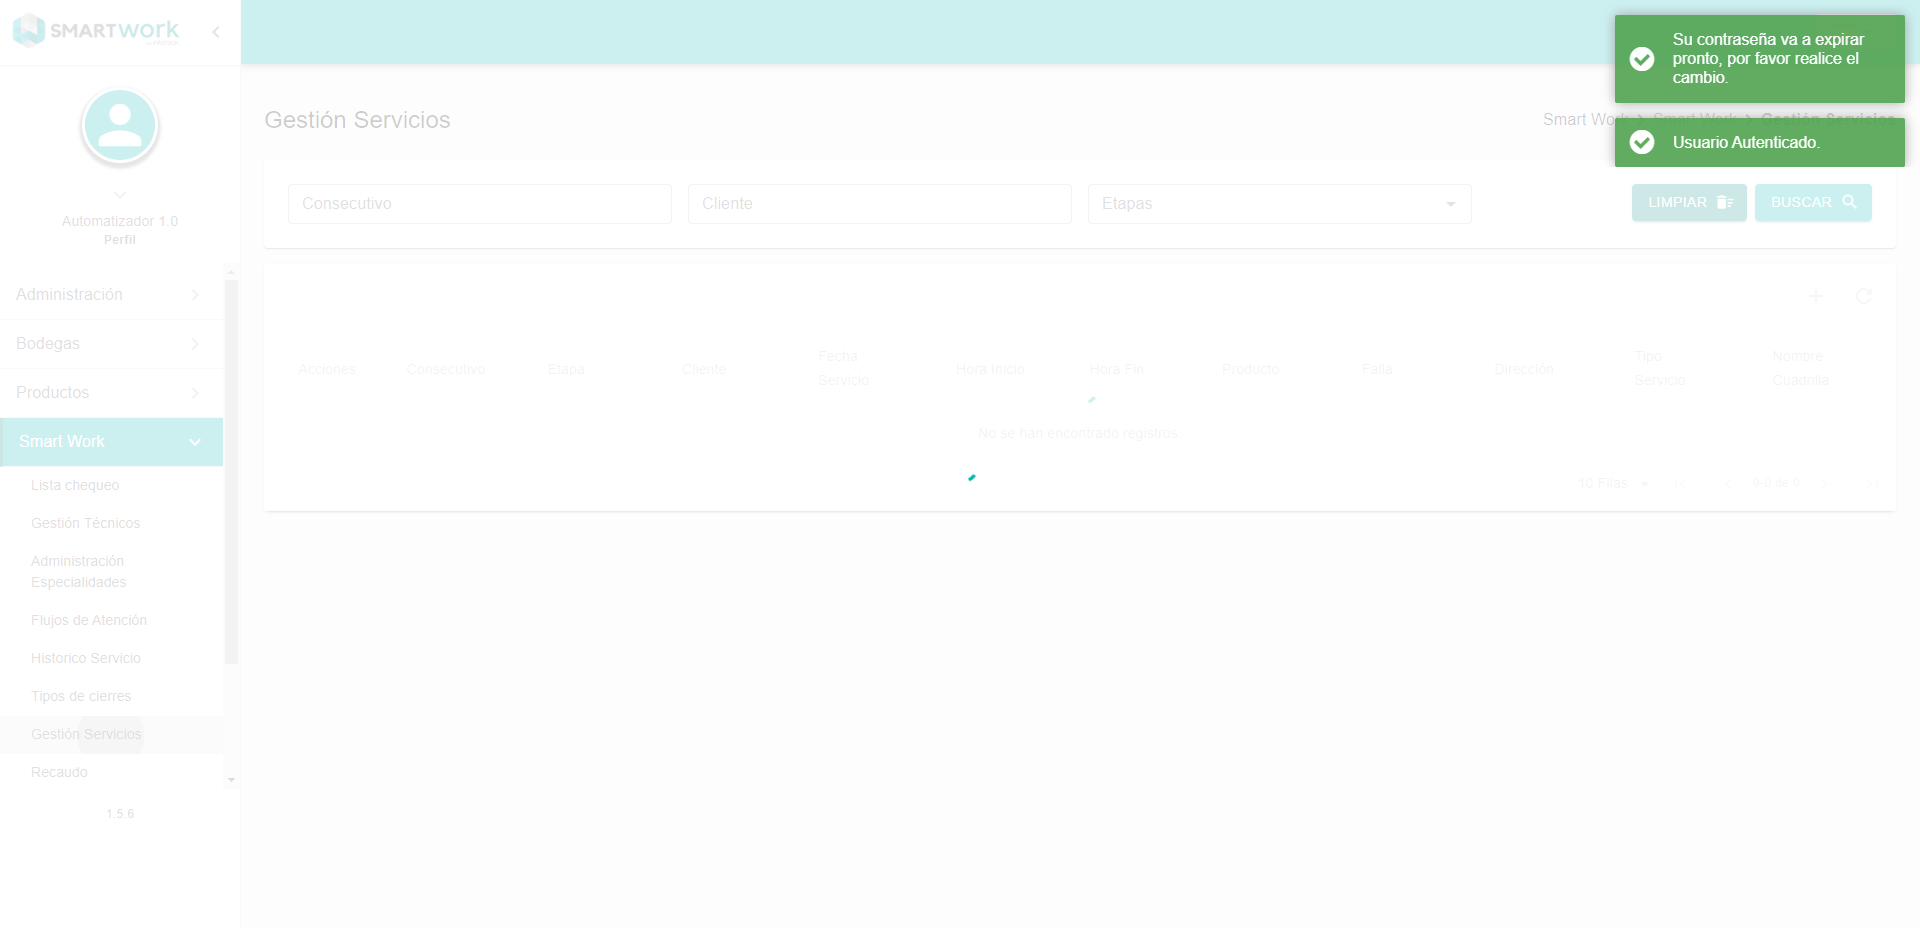 SMARTwork
Su contraseña va a expirar
pronto, por favor realice el
cambio.
Usuario Autenticado.
Gestión Servicios
Smart Work > Smart Work > Gestión Servicios
Consecutivo
Cliente
Etapas
LIMPIAR
BUSCAR
Automatizador 1.0
Perfil
Administración
Bodegas
Productos
Smart Work
Lista chequeo
Gestión Técnicos
Administración
Especialidades
Flujos de Atención
Historico Servicio
Tipos de cierres
Gestión Servicios
Recaudo
1.5.6
Acciones
Consecutivo
Etapa
Cliente
Fecha
Servicio
Hora Inicio
Hora Fin
Producto
Falla
Dirección
Tipo
Servicio
Nombre
Cuadrilla
No se han encontrado registros
10 Filas
0-0 de 0